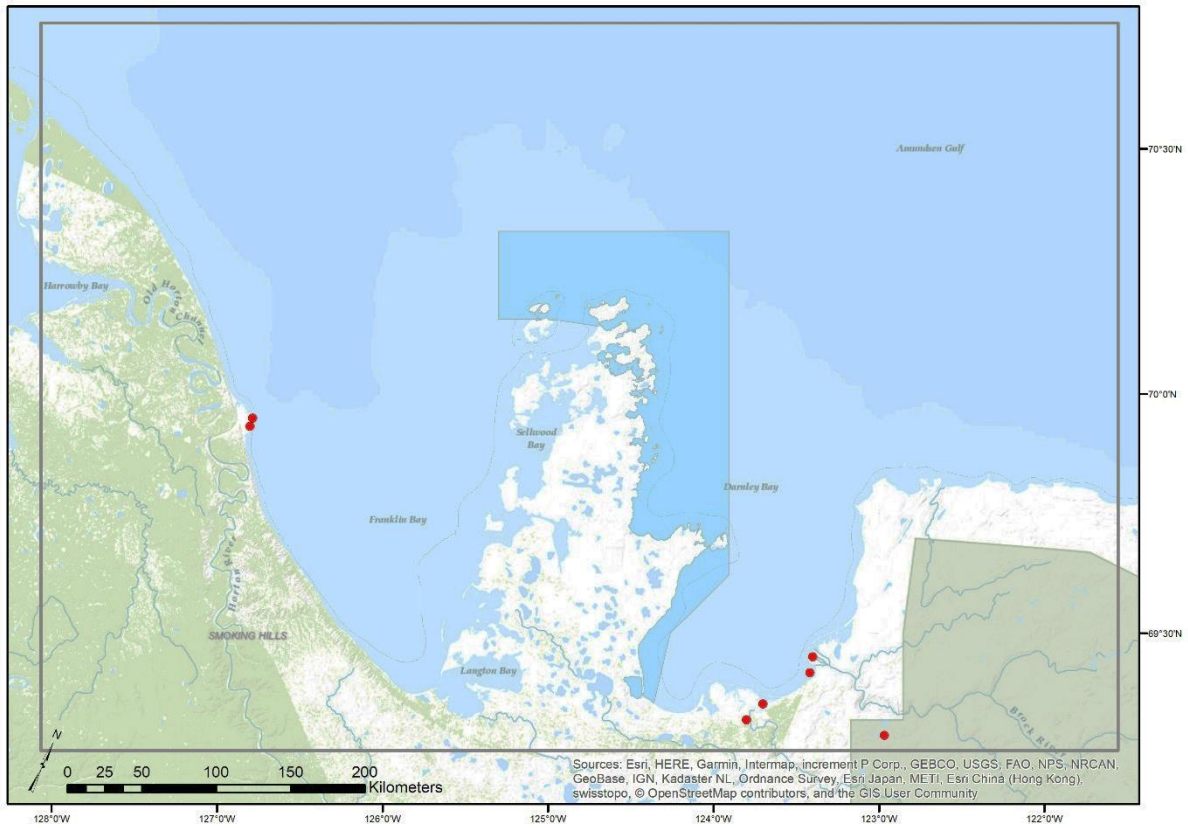 Amundsen Gulf
70°30'N
Harrowby Bay
Old Horton Channel
70°0'N
Sellwood
Bay
Darnley Bay
Franklin Bay
Horton River
SMOKING HILLS
69°30'N
Langton Bay
Brock River
N
0 25 50 100 150 200
Kilometers
Sources: Esri, HERE, Garmin, Intermap, increment P Corp., GEBCO, USGS, FAO, NPS, NRCAN,
GeoBase, IGN, Kadaster NL, Ordnance Survey, Esri Japan, METI, Esri China (Hong Kong),
swisstopo, © OpenStreetMap contributors, and the GIS User Community
128°0'W 127°0'W 126°0'W 125°0'W 124°0'W 123°0'W 122°0'W